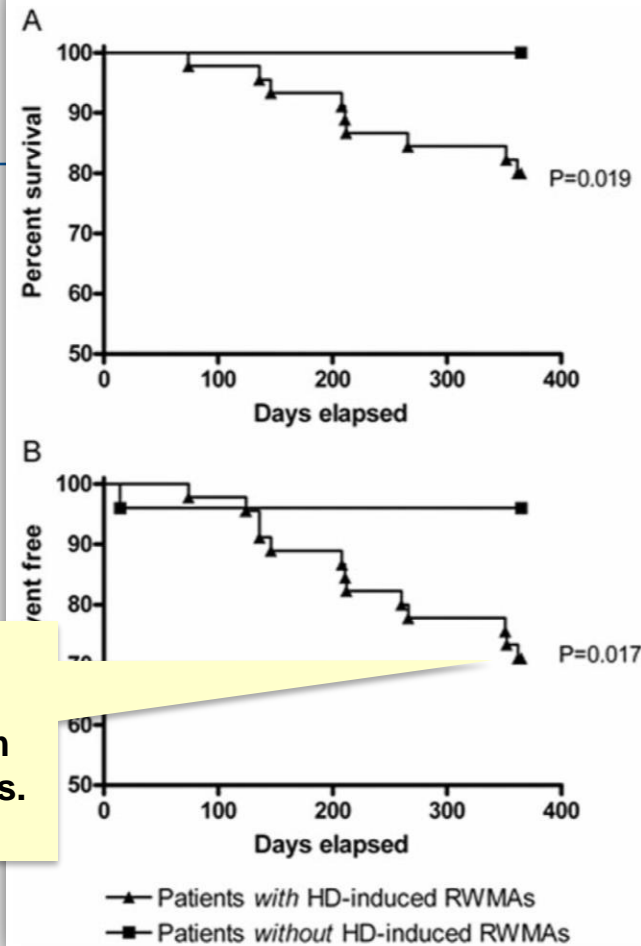 A
100
90
80
70
60
50
Percent survival
P=0.019
0 100 200 300 400
Days elapsed
B
100
90
80
60
50
free
P=0.017
0 100 200 300 400
Days elapsed
Patients with HD-induced RWMAs
Patients without HD-induced RWMAs